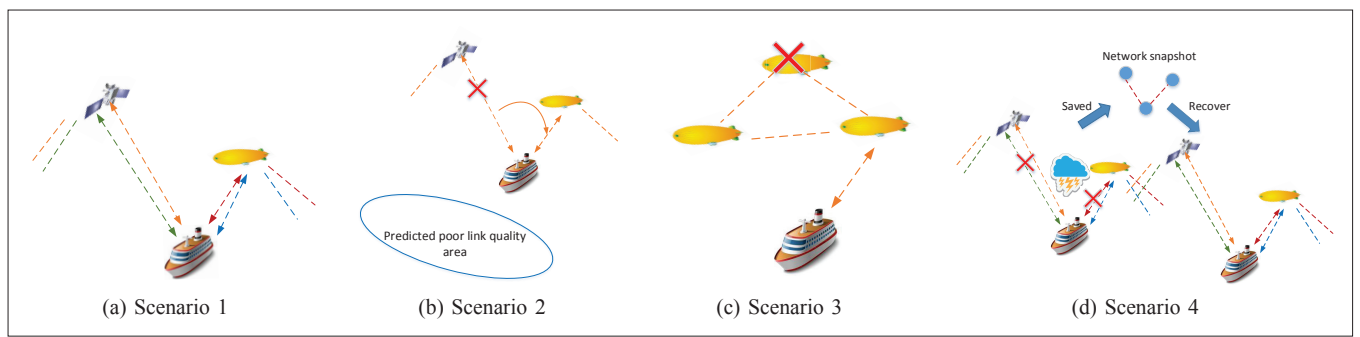 Predicted poor link quality
area
Network snapshot
Saved
Recover
(a) Scenario 1
(b) Scenario 2
(c) Scenario 3
(d) Scenario 4